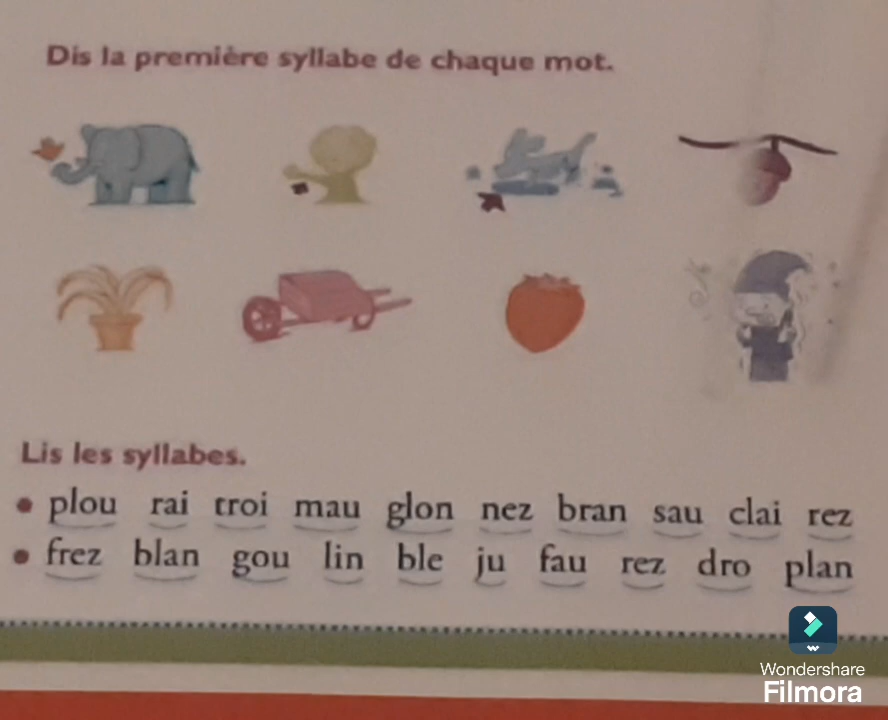 Dis la première syllabe de chaque mot.
Lis les syllabes.
• plou rai troi mau glon nez bran sau clai rez
• frez blan gou lin ble ju fau rez dro plan
Wondershare
Filmora